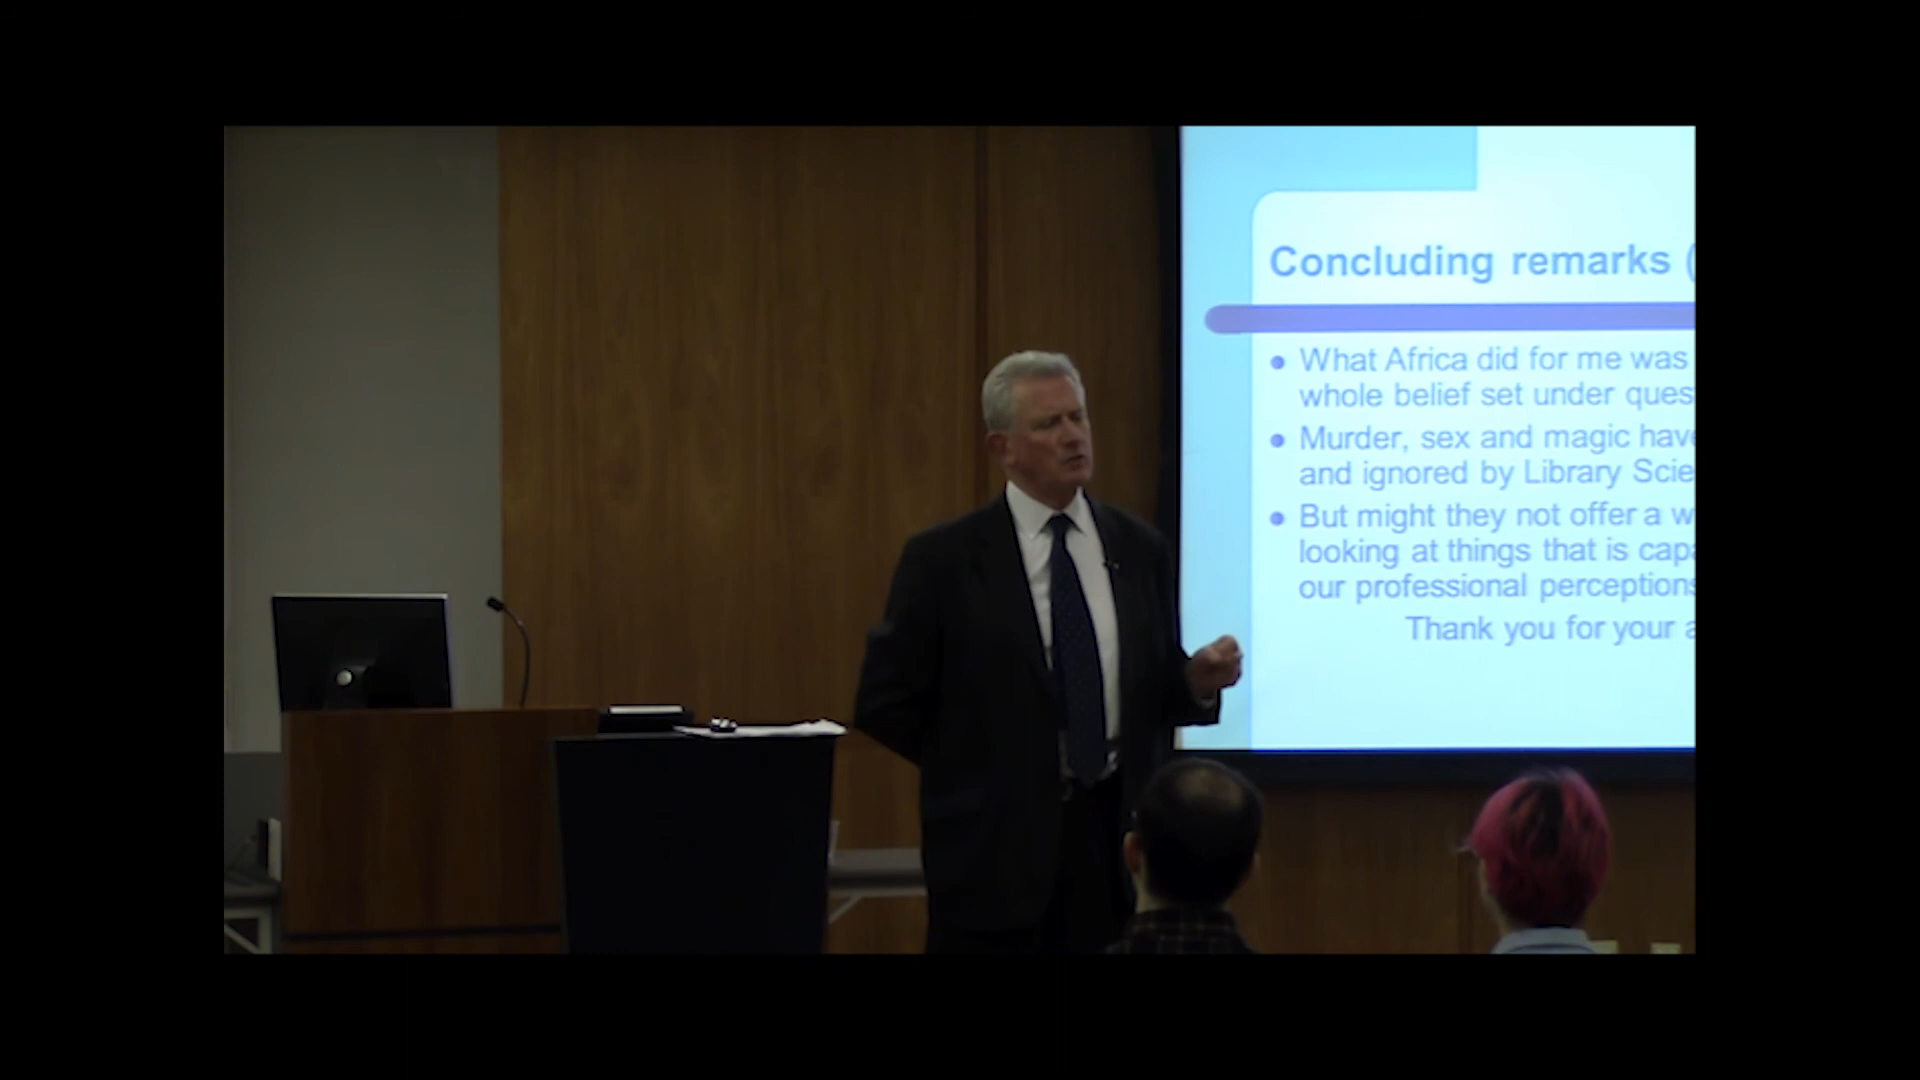 Concluding remarks (
What Africa did for me was
whole belief set under ques
Murder, sex and magic have
and ignored by Library Scie
But might they not offer a w
looking at things that is cap
our professional perceptions
Thank you for your a